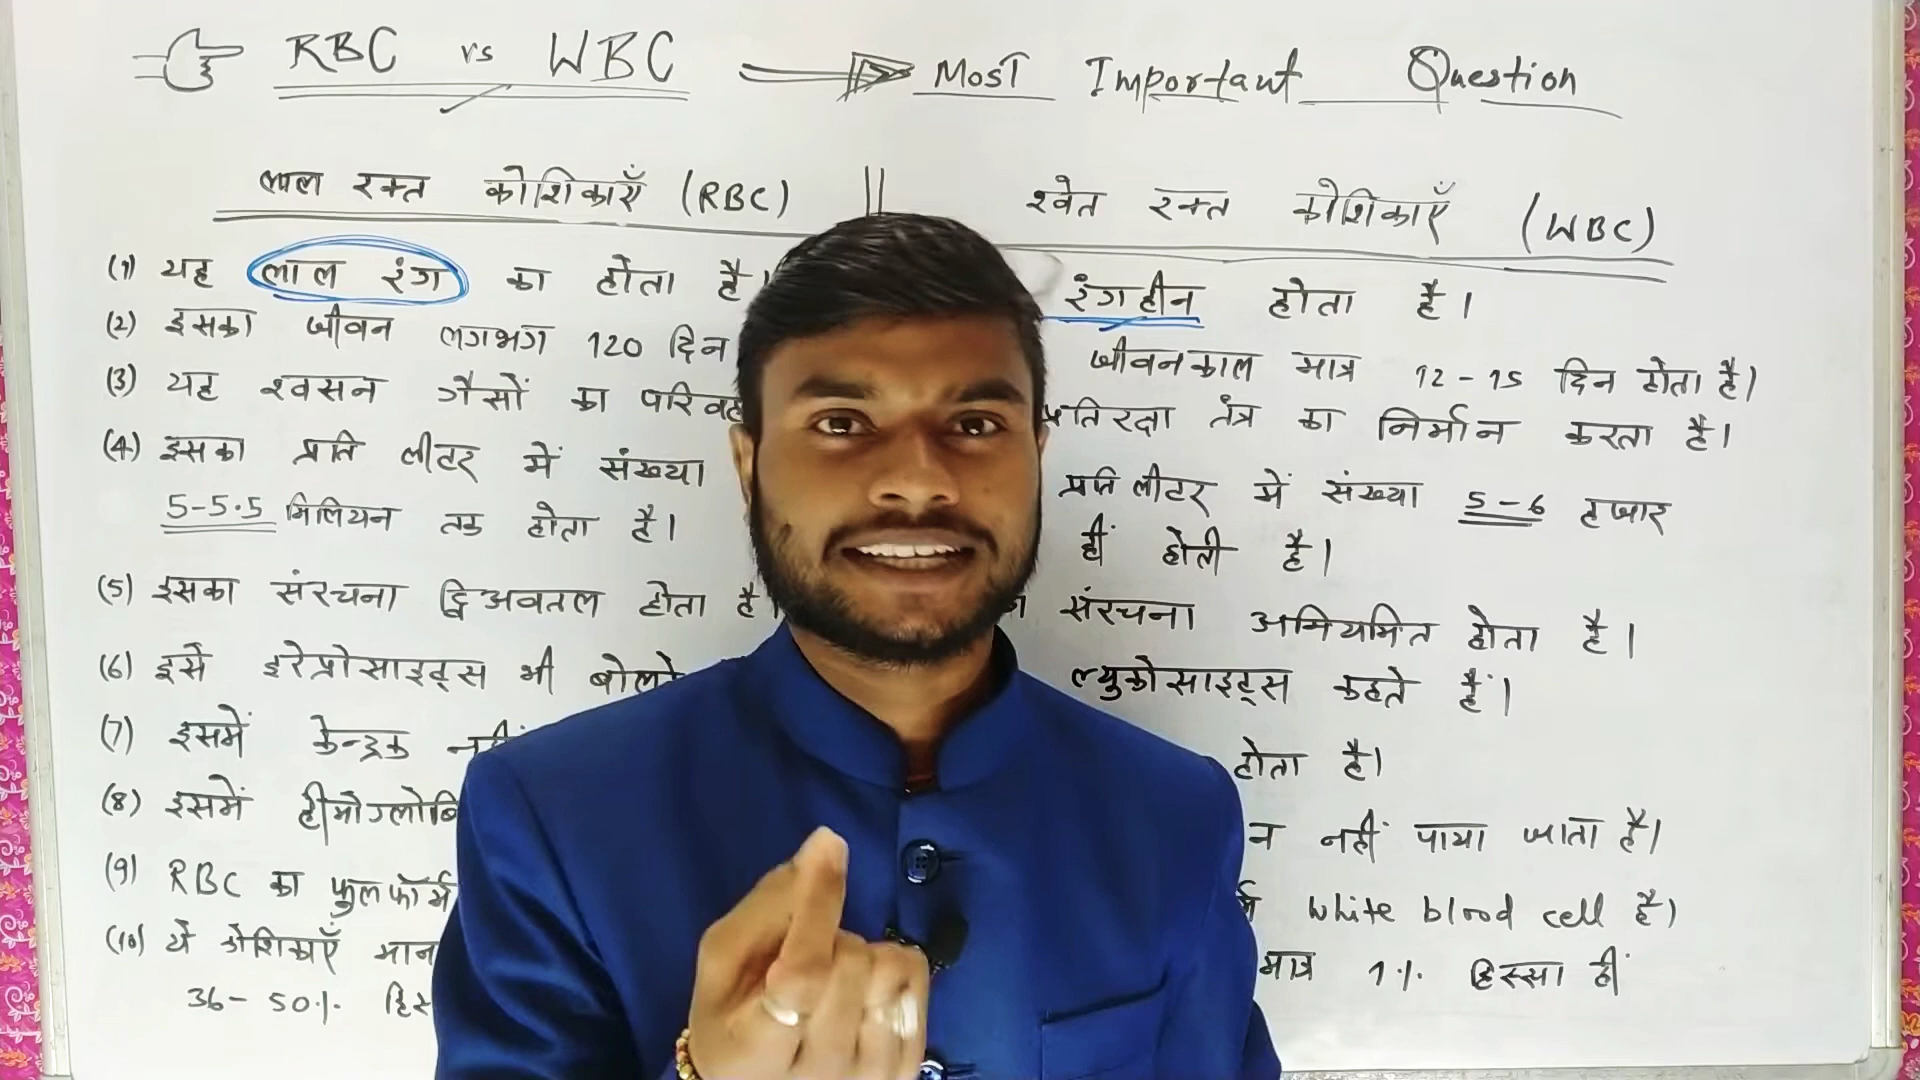 RBC vs WBC MOST Important Question
लाल रक्त कोशिकाएँ (RBC) || श्वेत रक्त कोशिकाएँ (WBC)
(1) यह लाल रंग का होता है।
रंगहीन होता है।
(2) इसका जीवन लगभग 120 दिन
जीवनकाल मात्र 12-15 दिन होता है।
(3) यह श्वसन गैसों का
प्रतिरक्षा तंत्र का निर्मान करता है।
(4) इसका प्रति लीटर में संख्या
5-5.5 मिलियन तक होता है।
प्रति लीटर में संख्या 5-6 हजार
हीं होती है।
(5) इसका संरचना द्विअवतल होता है।
संरचना अनियमित होता है।
(6) इसे इरेथ्रोसाइट्स भी
ल्युकोसाइट्स कहते हैं।
(7) इसमें केन्द्रक
होता है।
(8) इसमें
न नहीं पाया जाता है।
(9) RBC का फुलफॉर्म
White blood cell है।
(10) ये कोशिकाएँ
36-50%
मात्र 1% हिस्सा हीं